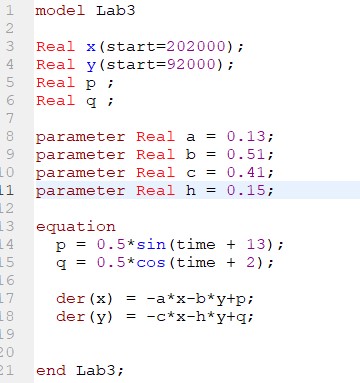 1 model Lab3
2
3 Real x(start=202000);
4 Real y(start=92000);
5 Real p ;
6 Real q ;
7
8 parameter Real a = 0.13;
9 parameter Real b = 0.51;
10 parameter Real c = 0.41;
11 parameter Real h = 0.15;
12
13 equation
14 p = 0.5*sin(time + 13);
15 q = 0.5*cos(time + 2);
16
17 der(x) = -a*x-b*y+p;
18 der(y) = -c*x-h*y+q;
19
20
21 end Lab3;